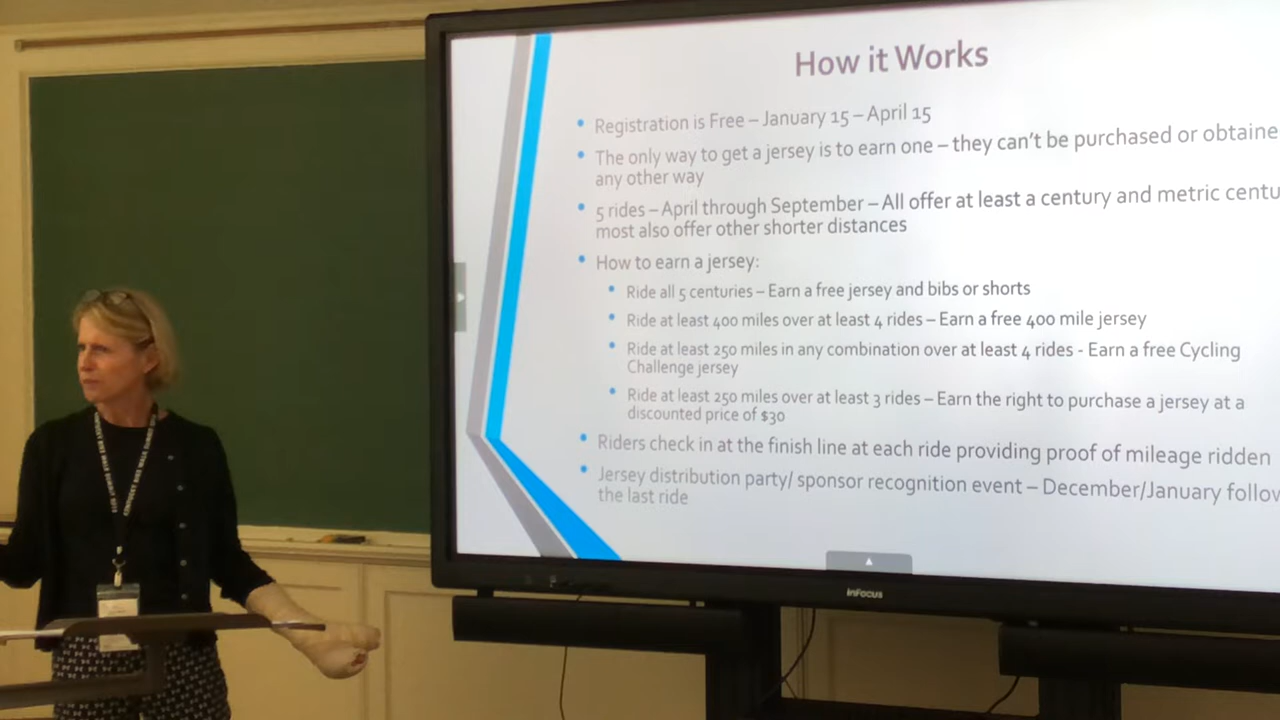 How it Works
• Registration is Free – January 15 – April 15
• The only way to get a jersey is to earn one – they can't be purchased or obtaine
any other way
• 5 rides – April through September – All offer at least a century and metric centu
most also offer other shorter distances
• How to earn a jersey:
• Ride all 5 centuries – Earn a free jersey and bibs or shorts
• Ride at least 400 miles over at least 4 rides – Earn a free 400 mile jersey
• Ride at least 250 miles in any combination over at least 4 rides - Earn a free Cycling
Challenge jersey
• Ride at least 250 miles over at least 3 rides – Earn the right to purchase a jersey at a
discounted price of $30
• Riders check in at the finish line at each ride providing proof of mileage ridden
• Jersey distribution party/ sponsor recognition event – December/January follow
the last ride
InFocus